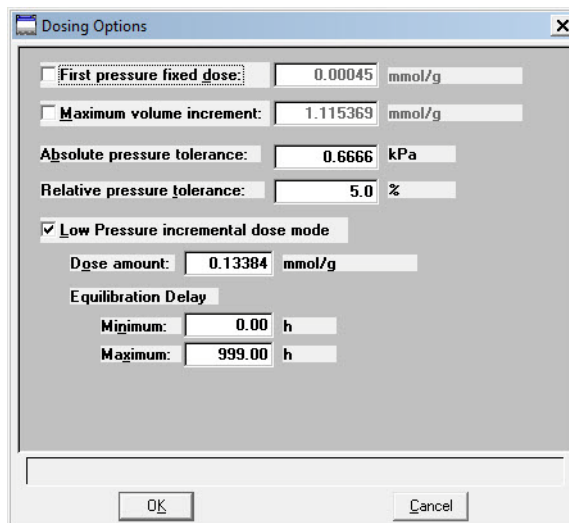 Dosing Options
First pressure fixed dose: 0.00045 mmol/g
Maximum volume increment: 1.115369 mmol/g
Absolute pressure tolerance: 0.6666 kPa
Relative pressure tolerance: 5.0 %
Low Pressure incremental dose mode
Dose amount: 0.13384 mmol/g
Equilibration Delay
Minimum: 0.00 h
Maximum: 999.00 h
OK Cancel